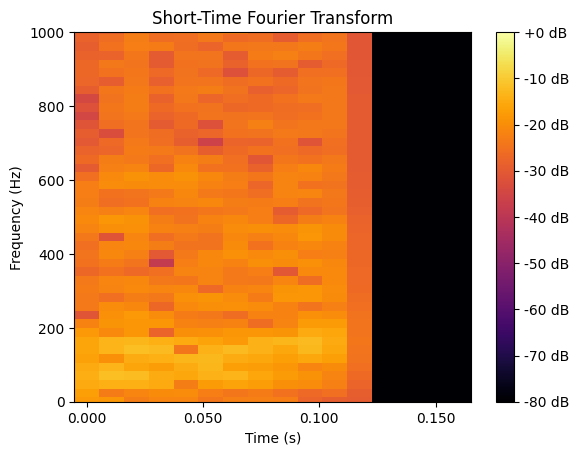 Short-Time Fourier Transform
Frequency (Hz)
1000
800
600
400
200
0
0.000
0.050
0.100
0.150
Time (s)
+0 dB
-10 dB
-20 dB
-30 dB
-40 dB
-50 dB
-60 dB
-70 dB
-80 dB